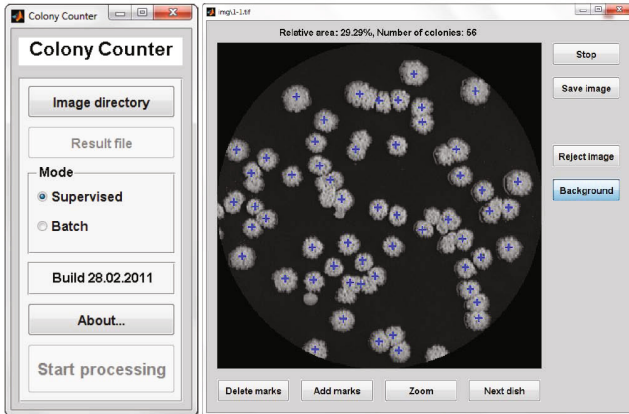 Colony Counter
Colony Counter
Image directory
Result file
Mode
Supervised
Batch
Build 28.02.2011
About...
Start processing
img\1-1.tif
Relative area: 29.29%, Number of colonies: 56
Stop
Save image
Reject image
Background
Delete marks
Add marks
Zoom
Next dish